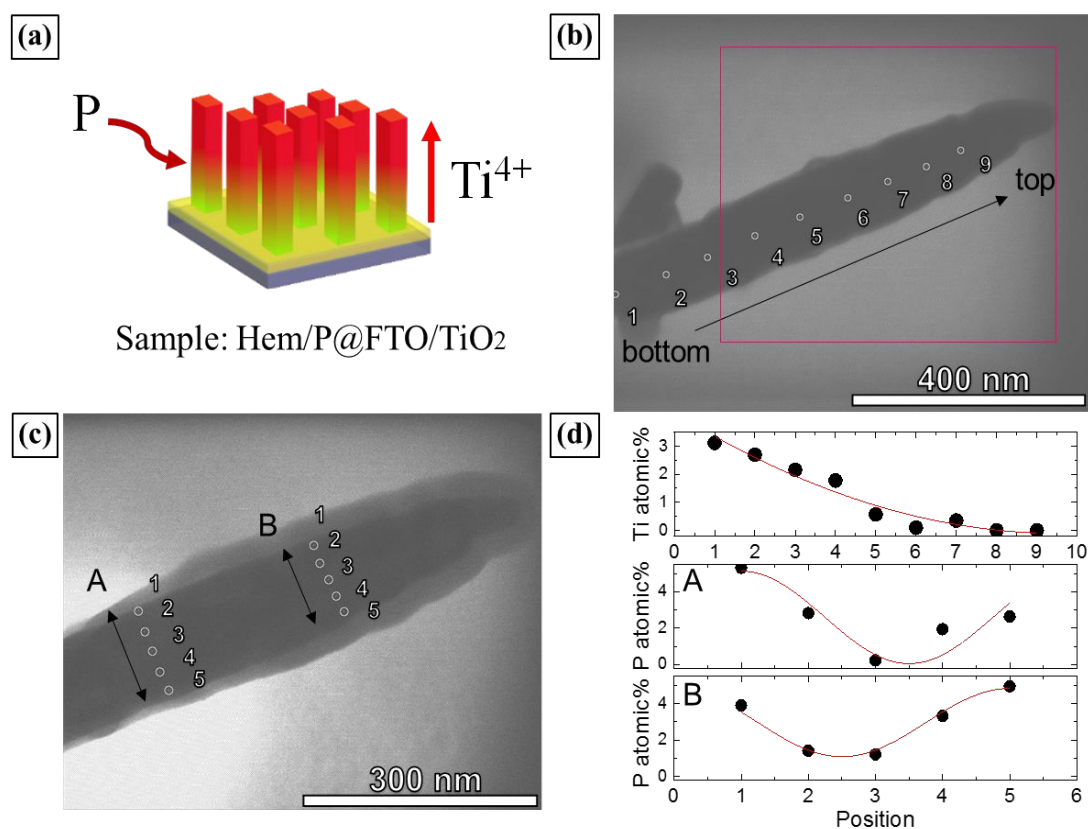 (a)
P
Ti4+
Sample: Hem/P@FTO/TiO2
(b)
1
2
3
4
5
6
7
8
9
top
bottom
400 nm
(c)
A
1
2
3
4
5
B
1
2
3
4
5
300 nm
(d)
Ti atomic%
3
2
1
0
0 1 2 3 4 5 6 7 8 9 10
A
P atomic%
4
2
0
B
P atomic%
4
2
0
0 1 2 3 4 5 6
Position